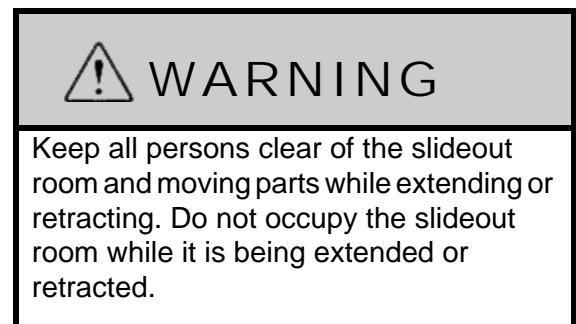 WARNING
Keep all persons clear of the slideout
room and moving parts while extending or
retracting. Do not occupy the slideout
room while it is being extended or
retracted.